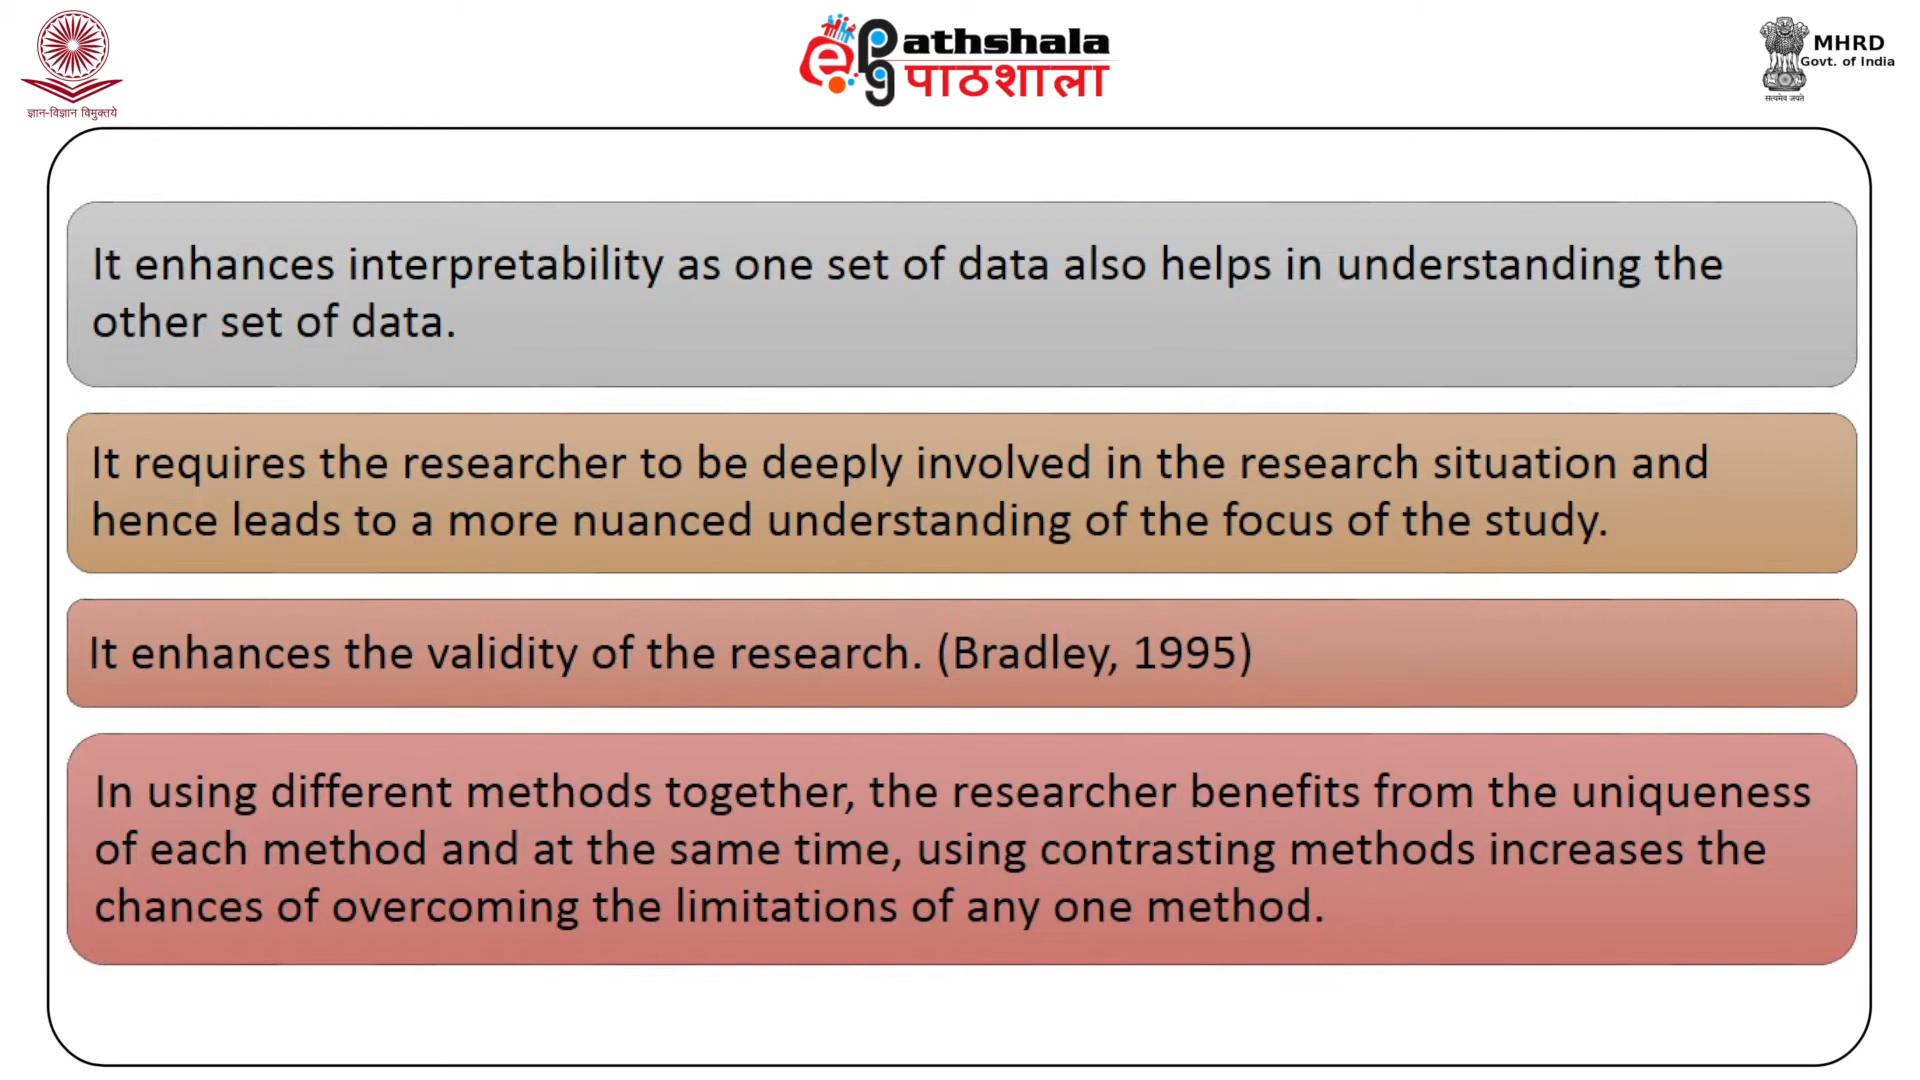 ज्ञान-विज्ञान विमुक्तये
epg athshala
पाठशाला
MHRD
Govt. of India
सत्यमेव जयते
It enhances interpretability as one set of data also helps in understanding the
other set of data.
It requires the researcher to be deeply involved in the research situation and
hence leads to a more nuanced understanding of the focus of the study.
It enhances the validity of the research. (Bradley, 1995)
In using different methods together, the researcher benefits from the uniqueness
of each method and at the same time, using contrasting methods increases the
chances of overcoming the limitations of any one method.